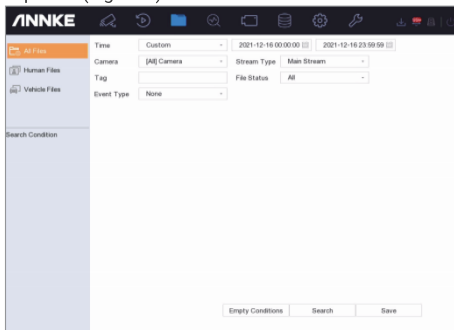 ANNKE
All Files
Human Files
Vehicle Files
Search Condition
Time Custom 2021-12-16 00:00:00 2021-12-16 23:59:59
Camera [All] Camera Stream Type Main Stream
Tag File Status All
Event Type None
Empty Conditions Search Save